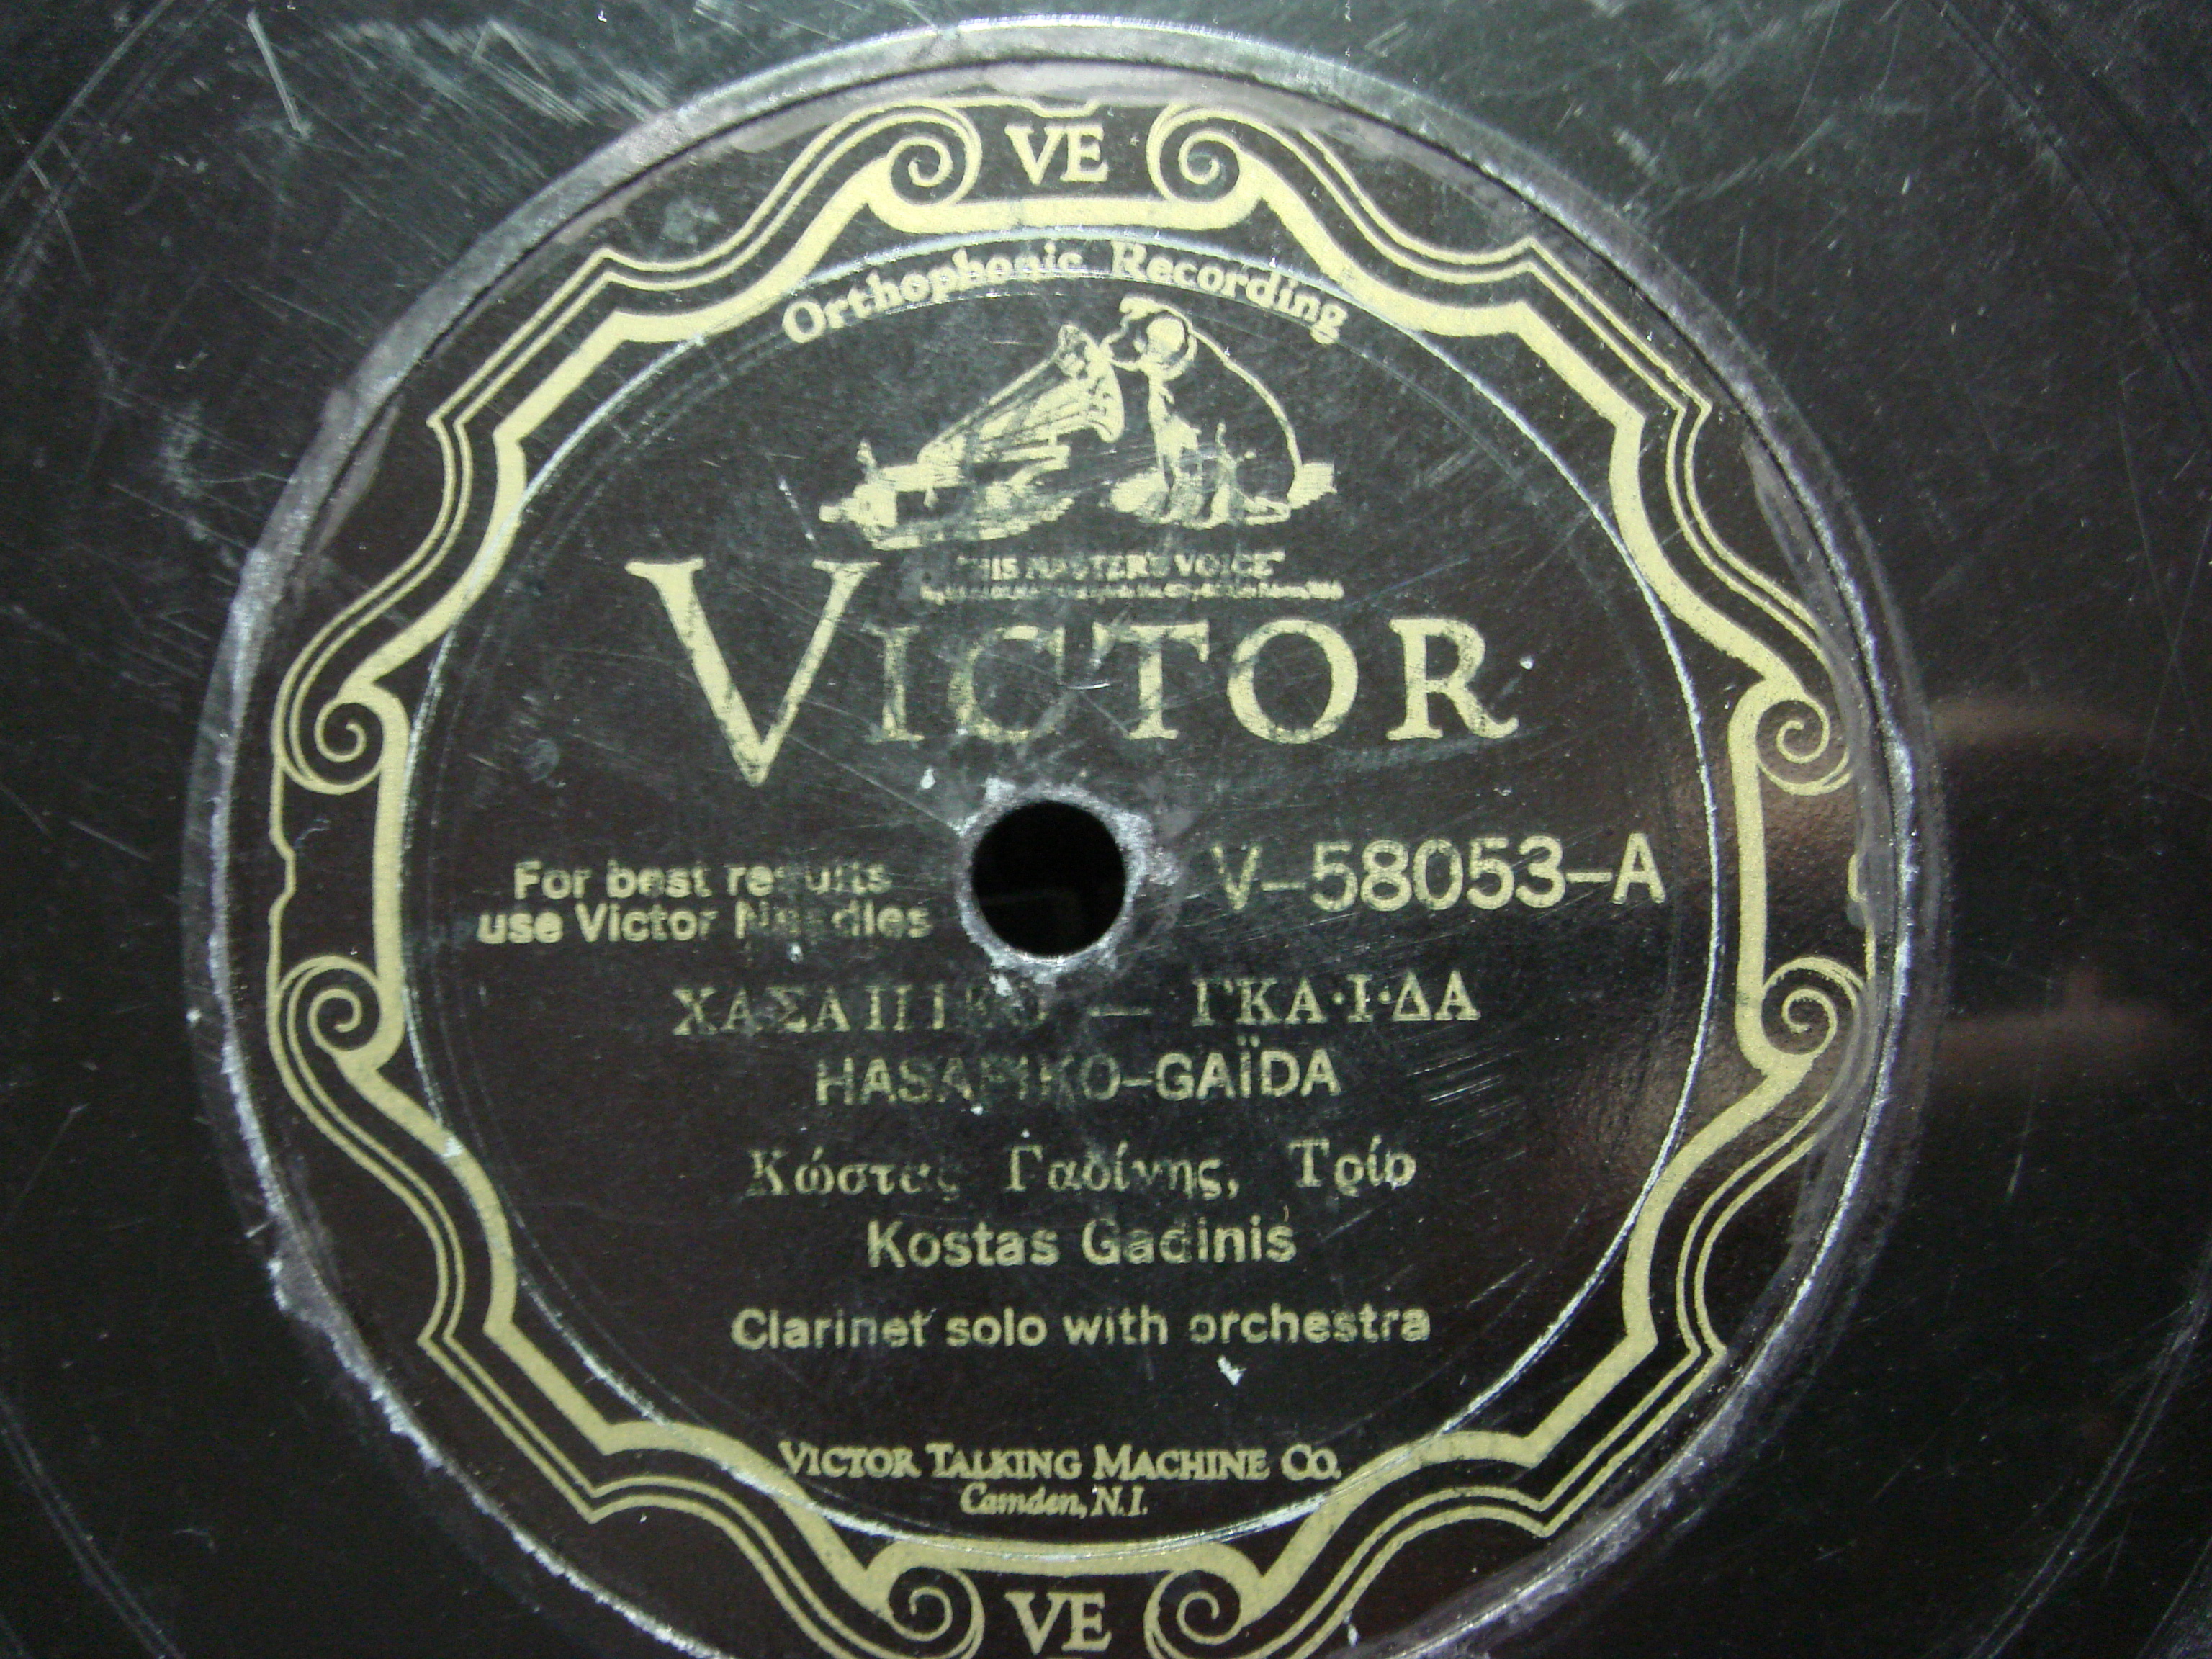 VE
Orthophonic Recording
"HIS MASTER'S VOICE"
VICTOR
For best results
use Victor Needles
V-58053-A
ΧΑΣΑΠΙΚΟ — ΓΚΑ·Ι·ΔΑ
HASAPIKO-GAÏDA
Κώστας Γαδίνης, Τρίο
Kostas Gadinis
Clarinet solo with orchestra
VICTOR TALKING MACHINE CO.
Camden, N.J.
VE